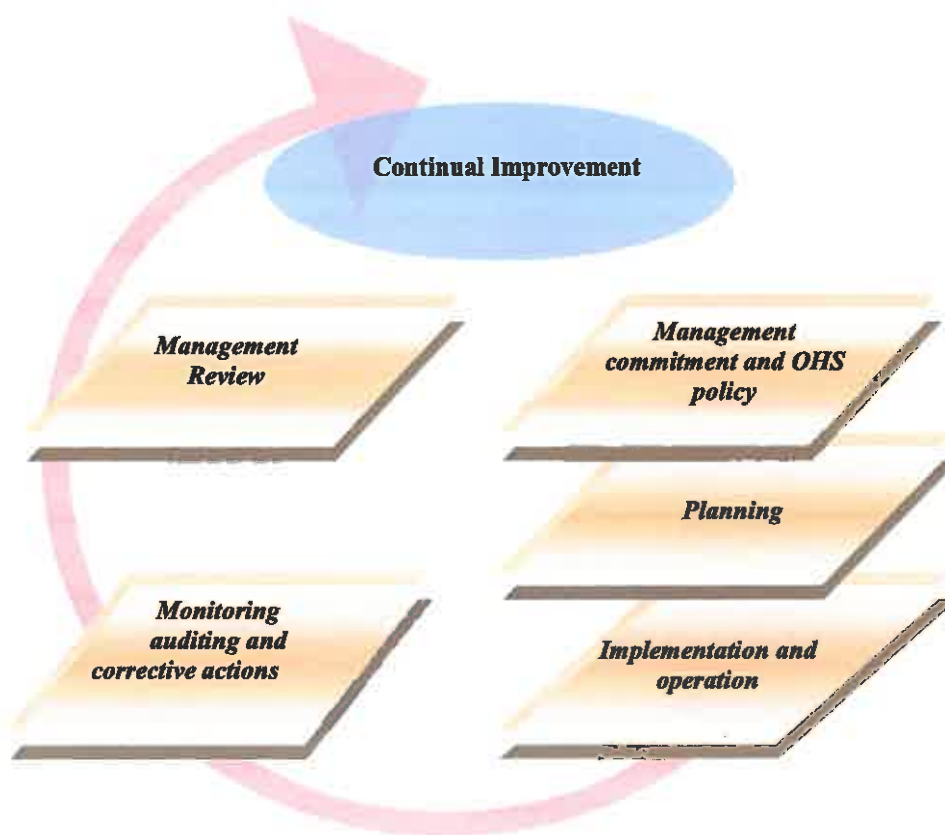 Continual Improvement
Management
Review
Management
commitment and OHS
policy
Planning
Monitoring
auditing and
corrective actions
Implementation and
operation